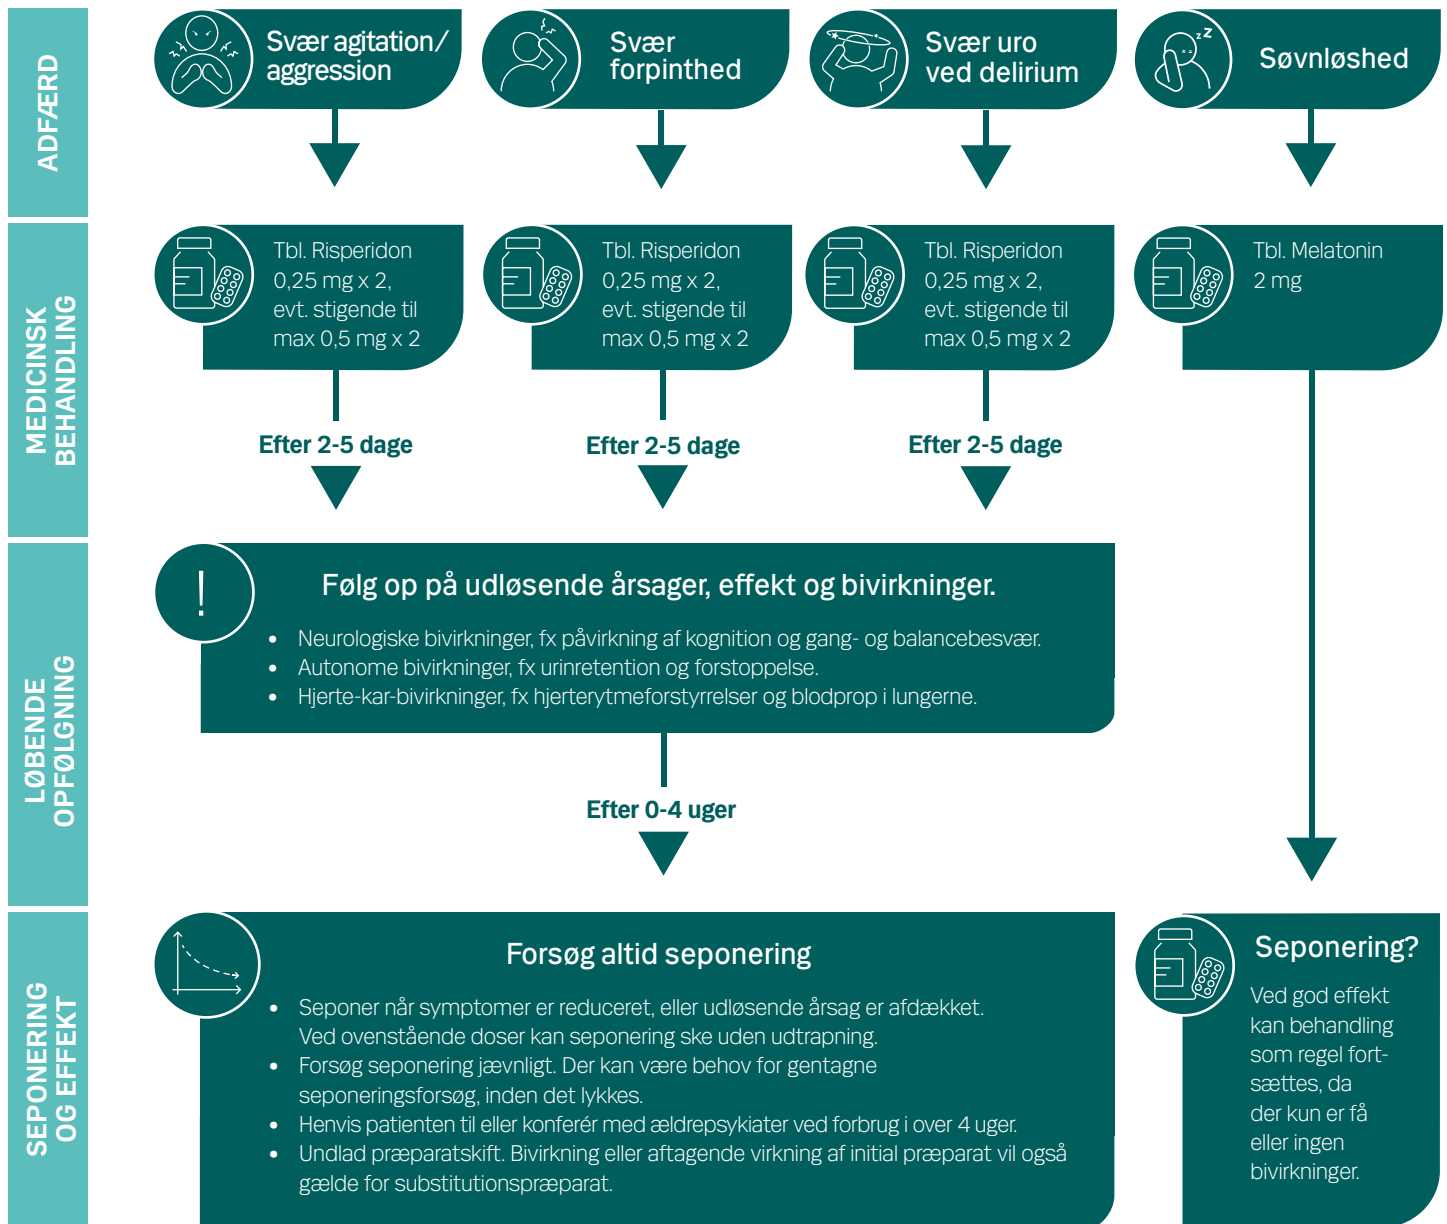 ADFÆRD
Svær agitation/
aggression
Svær
forpinthed
Svær uro
ved delirium
Søvnløshed
z Z
MEDICINSK
BEHANDLING
Tbl. Risperidon
0,25 mg x 2,
evt. stigende til
max 0,5 mg x 2
Tbl. Risperidon
0,25 mg x 2,
evt. stigende til
max 0,5 mg x 2
Tbl. Risperidon
0,25 mg x 2,
evt. stigende til
max 0,5 mg x 2
Tbl. Melatonin
2 mg
Efter 2-5 dage
Efter 2-5 dage
Efter 2-5 dage
LØBENDE
OPFØLGNING
!
Følg op på udløsende årsager, effekt og bivirkninger.
• Neurologiske bivirkninger, fx påvirkning af kognition og gang- og balancebesvær.
• Autonome bivirkninger, fx urinretention og forstoppelse.
• Hjerte-kar-bivirkninger, fx hjerterytmeforstyrrelser og blodprop i lungerne.
Efter 0-4 uger
SEPONERING
OG EFFEKT
Forsøg altid seponering
• Seponer når symptomer er reduceret, eller udløsende årsag er afdækket.
Ved ovenstående doser kan seponering ske uden udtrapning.
• Forsøg seponering jævnligt. Der kan være behov for gentagne
seponeringsforsøg, inden det lykkes.
• Henvis patienten til eller konferér med ældrepsykiater ved forbrug i over 4 uger.
• Undlad præparatskift. Bivirkning eller aftagende virkning af initial præparat vil også
gælde for substitutionspræparat.
Seponering?
Ved god effekt
kan behandling
som regel fort-
sættes, da
der kun er få
eller ingen
bivirkninger.